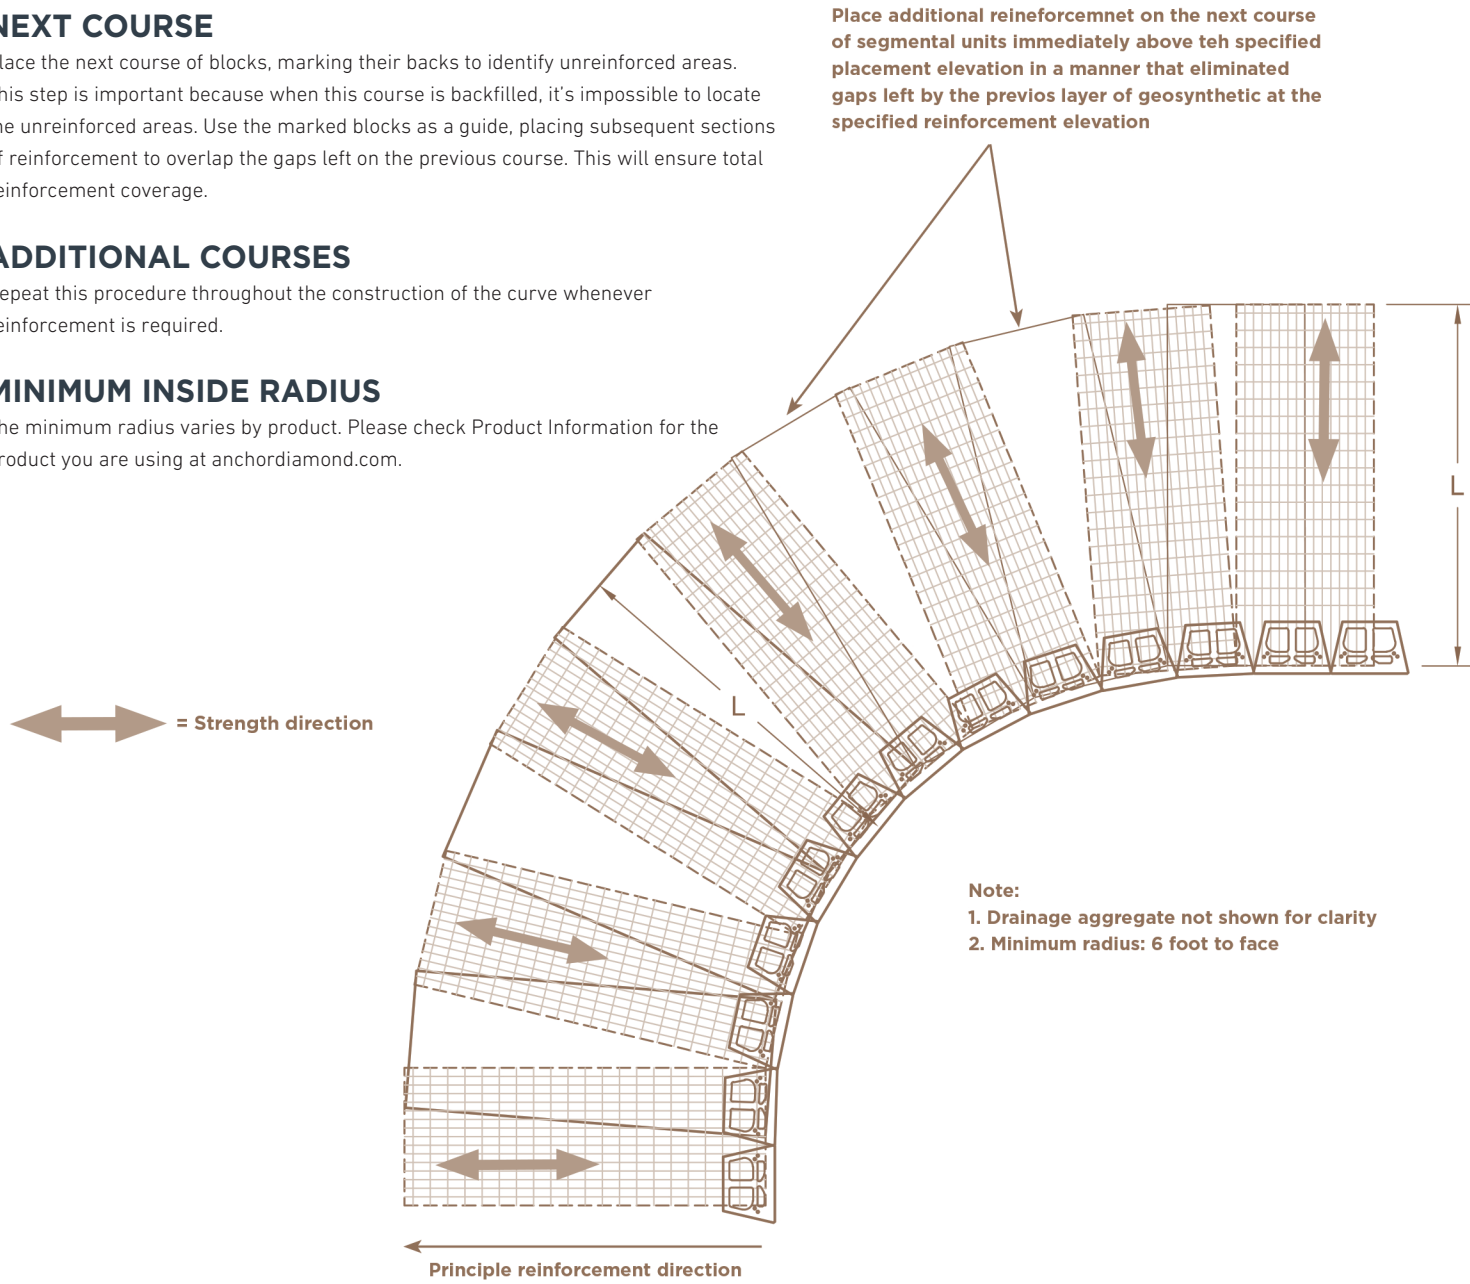 NEXT COURSE
lace the next course of blocks, marking their backs to identify unreinforced areas.
his step is important because when this course is backfilled, it's impossible to locate
he unreinforced areas. Use the marked blocks as a guide, placing subsequent sections
f reinforcement to overlap the gaps left on the previous course. This will ensure total
einforcement coverage.
ADDITIONAL COURSES
epeat this procedure throughout the construction of the curve whenever
einforcement is required.
MINIMUM INSIDE RADIUS
he minimum radius varies by product. Please check Product Information for the
roduct you are using at anchordiamond.com.
Place additional reineforcemnet on the next course
of segmental units immediately above teh specified
placement elevation in a manner that eliminated
gaps left by the previos layer of geosynthetic at the
specified reinforcement elevation
L
L
= Strength direction
Note:
1. Drainage aggregate not shown for clarity
2. Minimum radius: 6 foot to face
Principle reinforcement direction